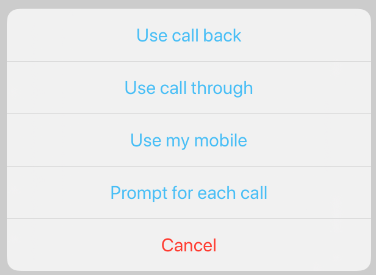 Use call back
Use call through
Use my mobile
Prompt for each call
Cancel